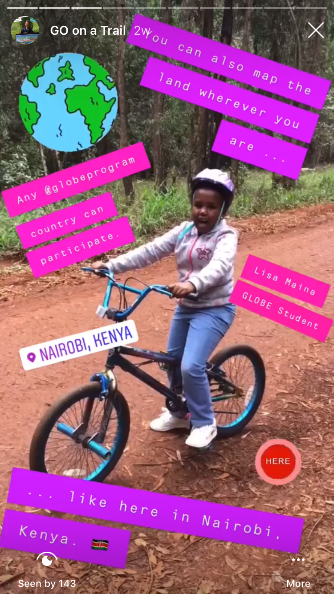 GO on a Trail 2w
You can also map the
land wherever you
are ...
Any @globeprogram
country can
participate.
Lisa Maina
GLOBE Student
NAIROBI, KENYA
HERE
... like here in Nairobi,
Kenya. 🇰🇪
Seen by 143
More